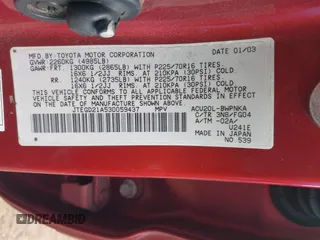 MFD. BY TOYOTA MOTOR CORPORATION DATE 01/03
GVWR: 2260KG (4985LB)
GAWR: FRT. 1300KG (2865LB) WITH P225/70R16 TIRES,
16X6 1/2JJ RIMS, AT 210KPA (30PSI) COLD
RR. 1240KG (2735LB) WITH P225/70R16 TIRES,
16X6 1/2JJ RIMS, AT 210KPA (30PSI) COLD
THIS VEHICLE CONFORMS TO ALL APPLICABLE FEDERAL
MOTOR VEHICLE SAFETY AND BUMPER STANDARDS IN EFFECT
ON THE DATE OF MANUFACTURE SHOWN ABOVE.
JTEGD21A530059437 MPV ACU20L-BWPNKA
C/TR 3N8/FG04
A/TM -02A/
U241E
MADE IN JAPAN
NO. 539
AUTOBIDMASTER